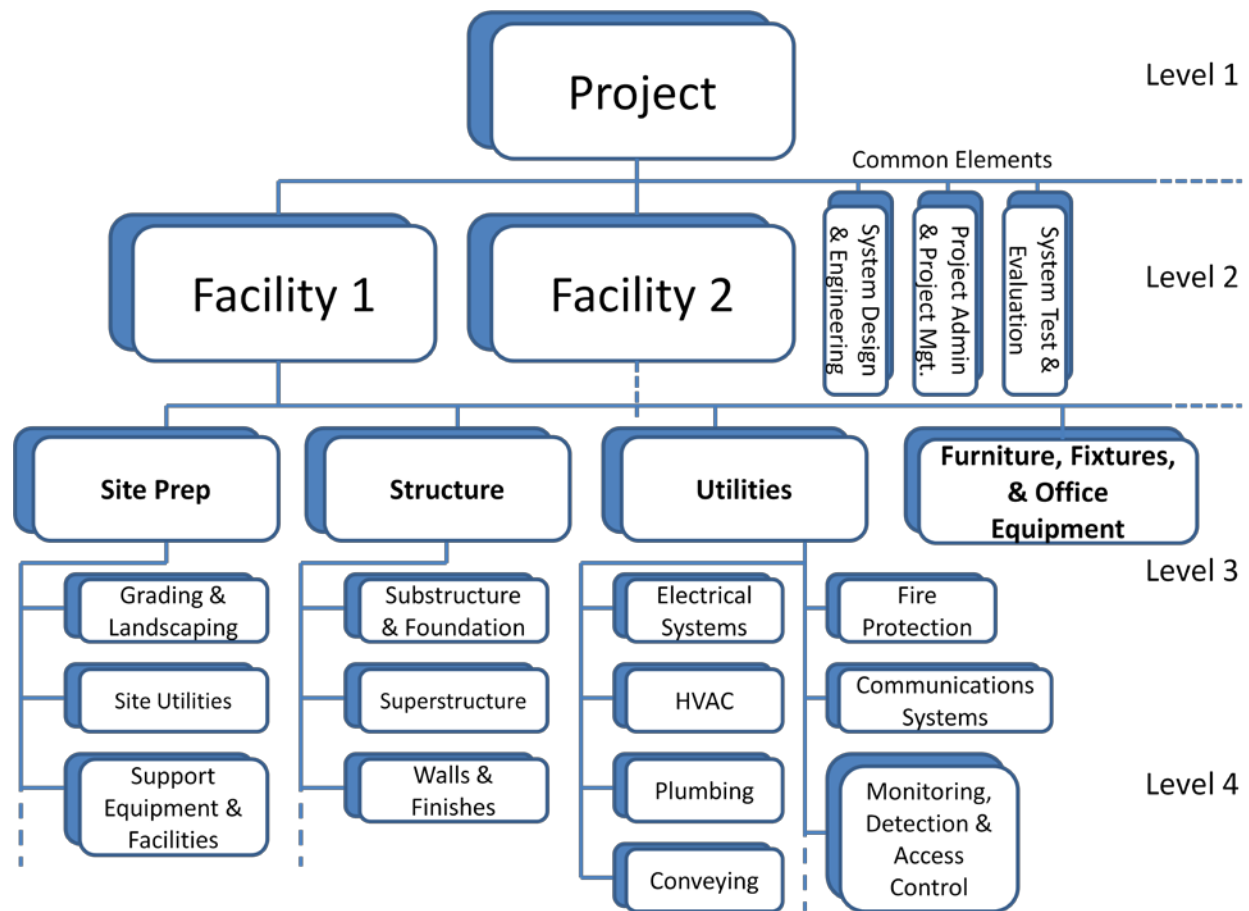 Project
Level 1
Common Elements
Facility 1
Facility 2
System Design
& Engineering
Project Admin
& Project Mgt.
System Test &
Evaluation
Level 2
Site Prep
Structure
Utilities
Furniture, Fixtures,
& Office
Equipment
Level 3
Grading &
Landscaping
Site Utilities
Support
Equipment &
Facilities
Substructure
& Foundation
Superstructure
Walls &
Finishes
Electrical
Systems
HVAC
Plumbing
Conveying
Fire
Protection
Communications
Systems
Monitoring,
Detection &
Access
Control
Level 4